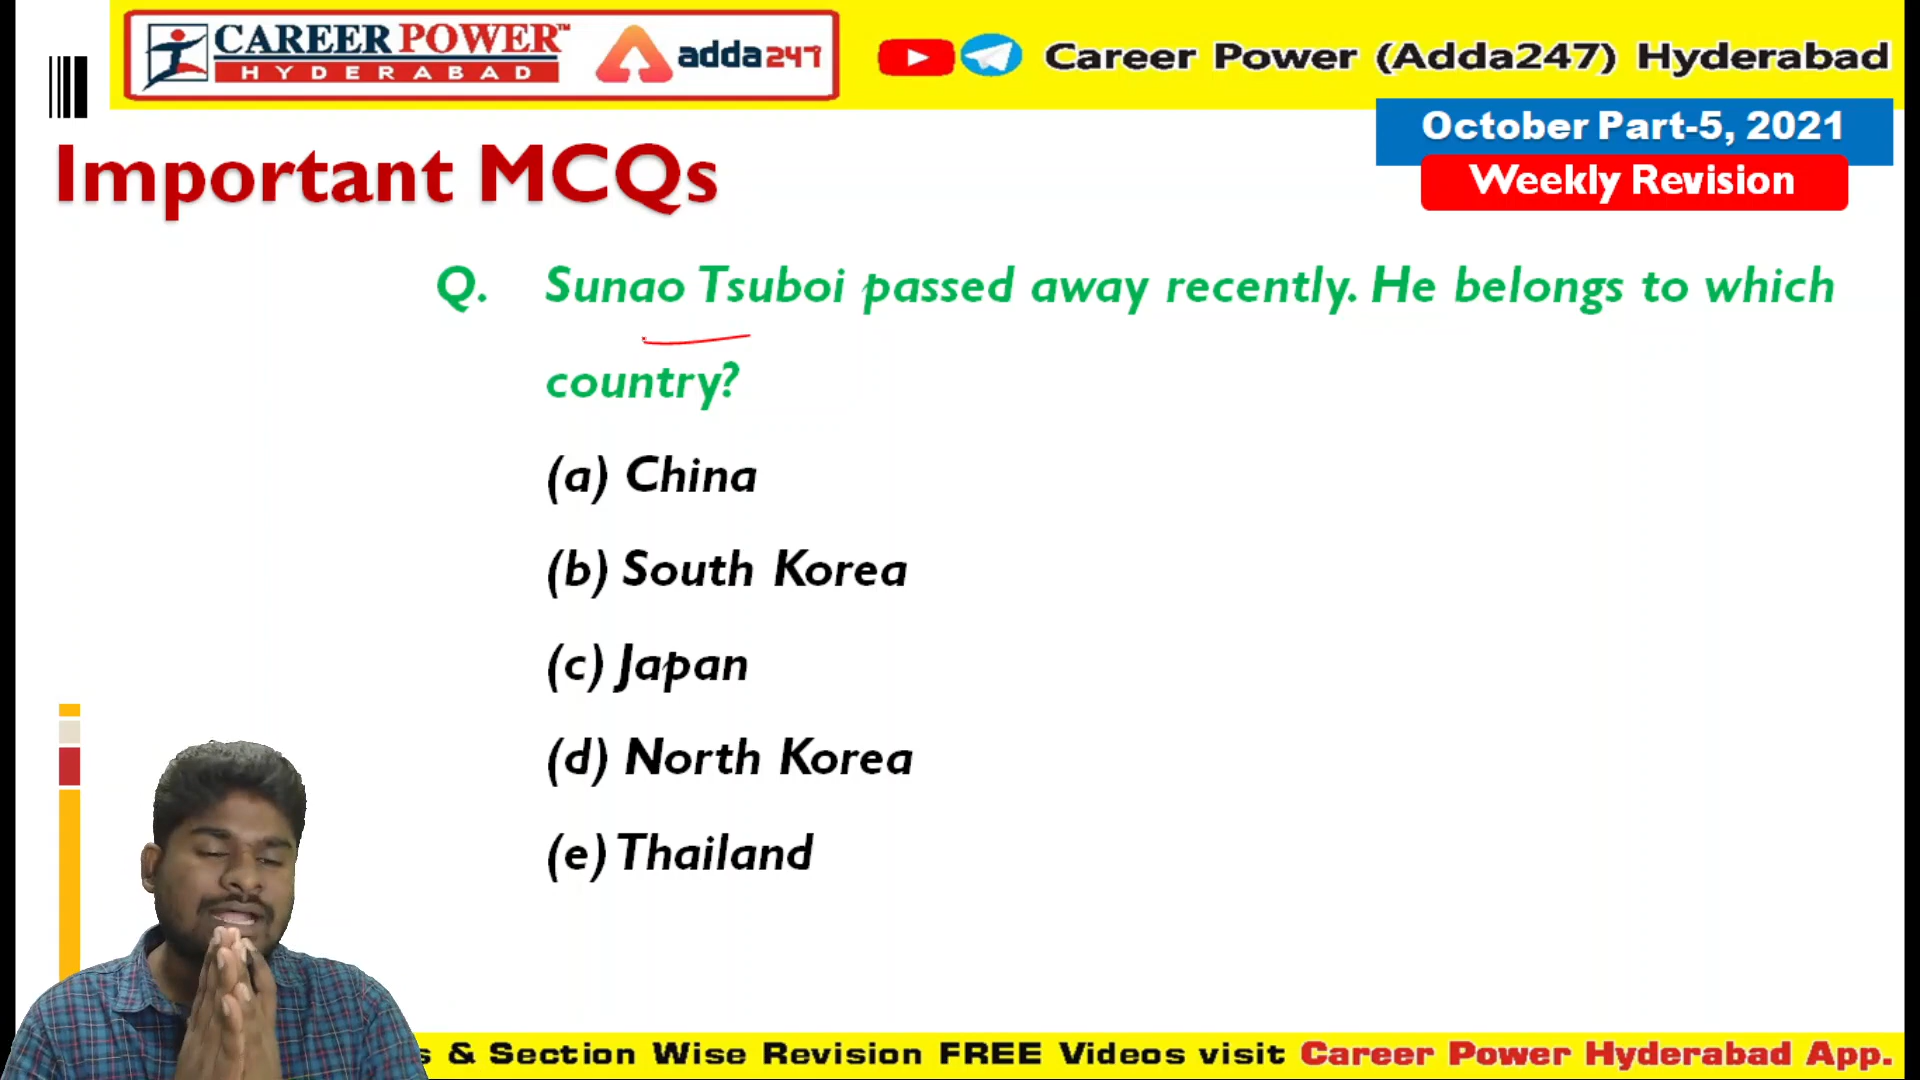 CAREER POWER™
HYDERABAD
adda247
Career Power (Adda247) Hyderabad
October Part-5, 2021
Weekly Revision
Important MCQs
Q. Sunao Tsuboi passed away recently. He belongs to which
country?
(a) China
(b) South Korea
(c) Japan
(d) North Korea
(e) Thailand
& Section Wise Revision FREE Videos visit Career Power Hyderabad App.